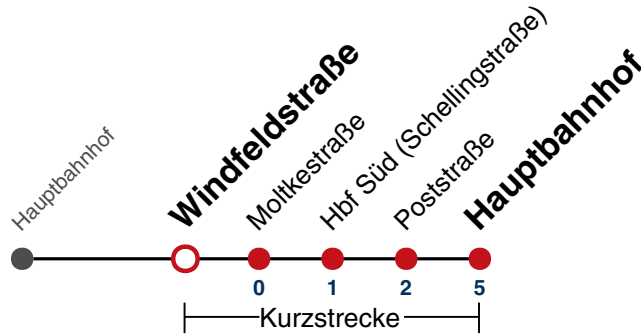 Hauptbahnhof
Windfeldstraße
Moltkestraße
Hbf Süd (Schellingstraße)
Poststraße
Hauptbahnhof
0 1 2 5
Kurzstrecke